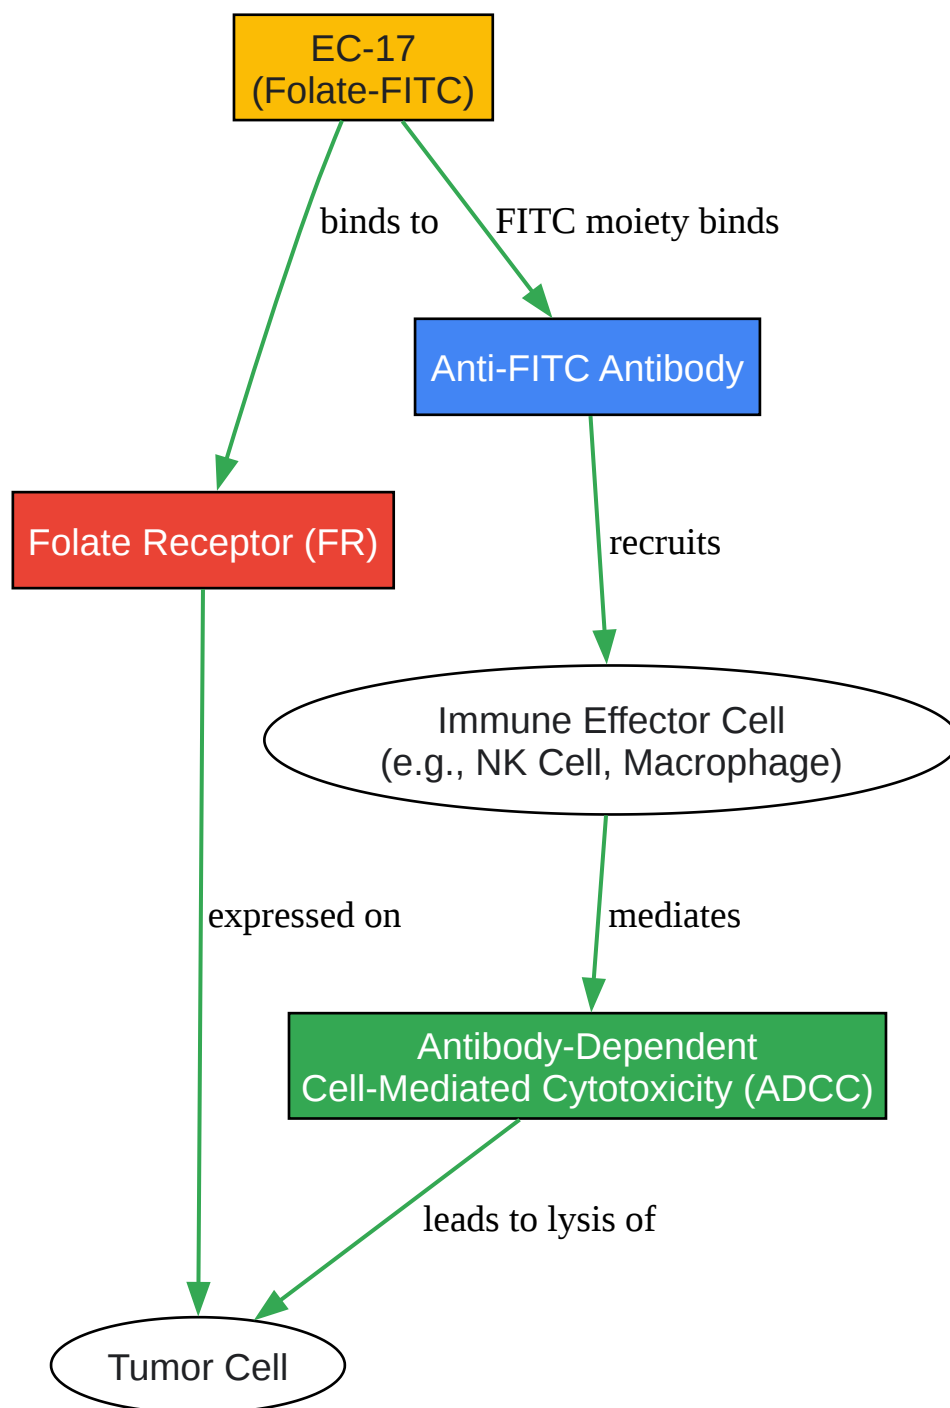 EC-17
(Folate-FITC)
binds to
FITC moiety binds
Anti-FITC Antibody
Folate Receptor (FR)
recruits
Immune Effector Cell
(e.g., NK Cell, Macrophage)
expressed on
mediates
Antibody-Dependent
Cell-Mediated Cytotoxicity (ADCC)
leads to lysis of
Tumor Cell